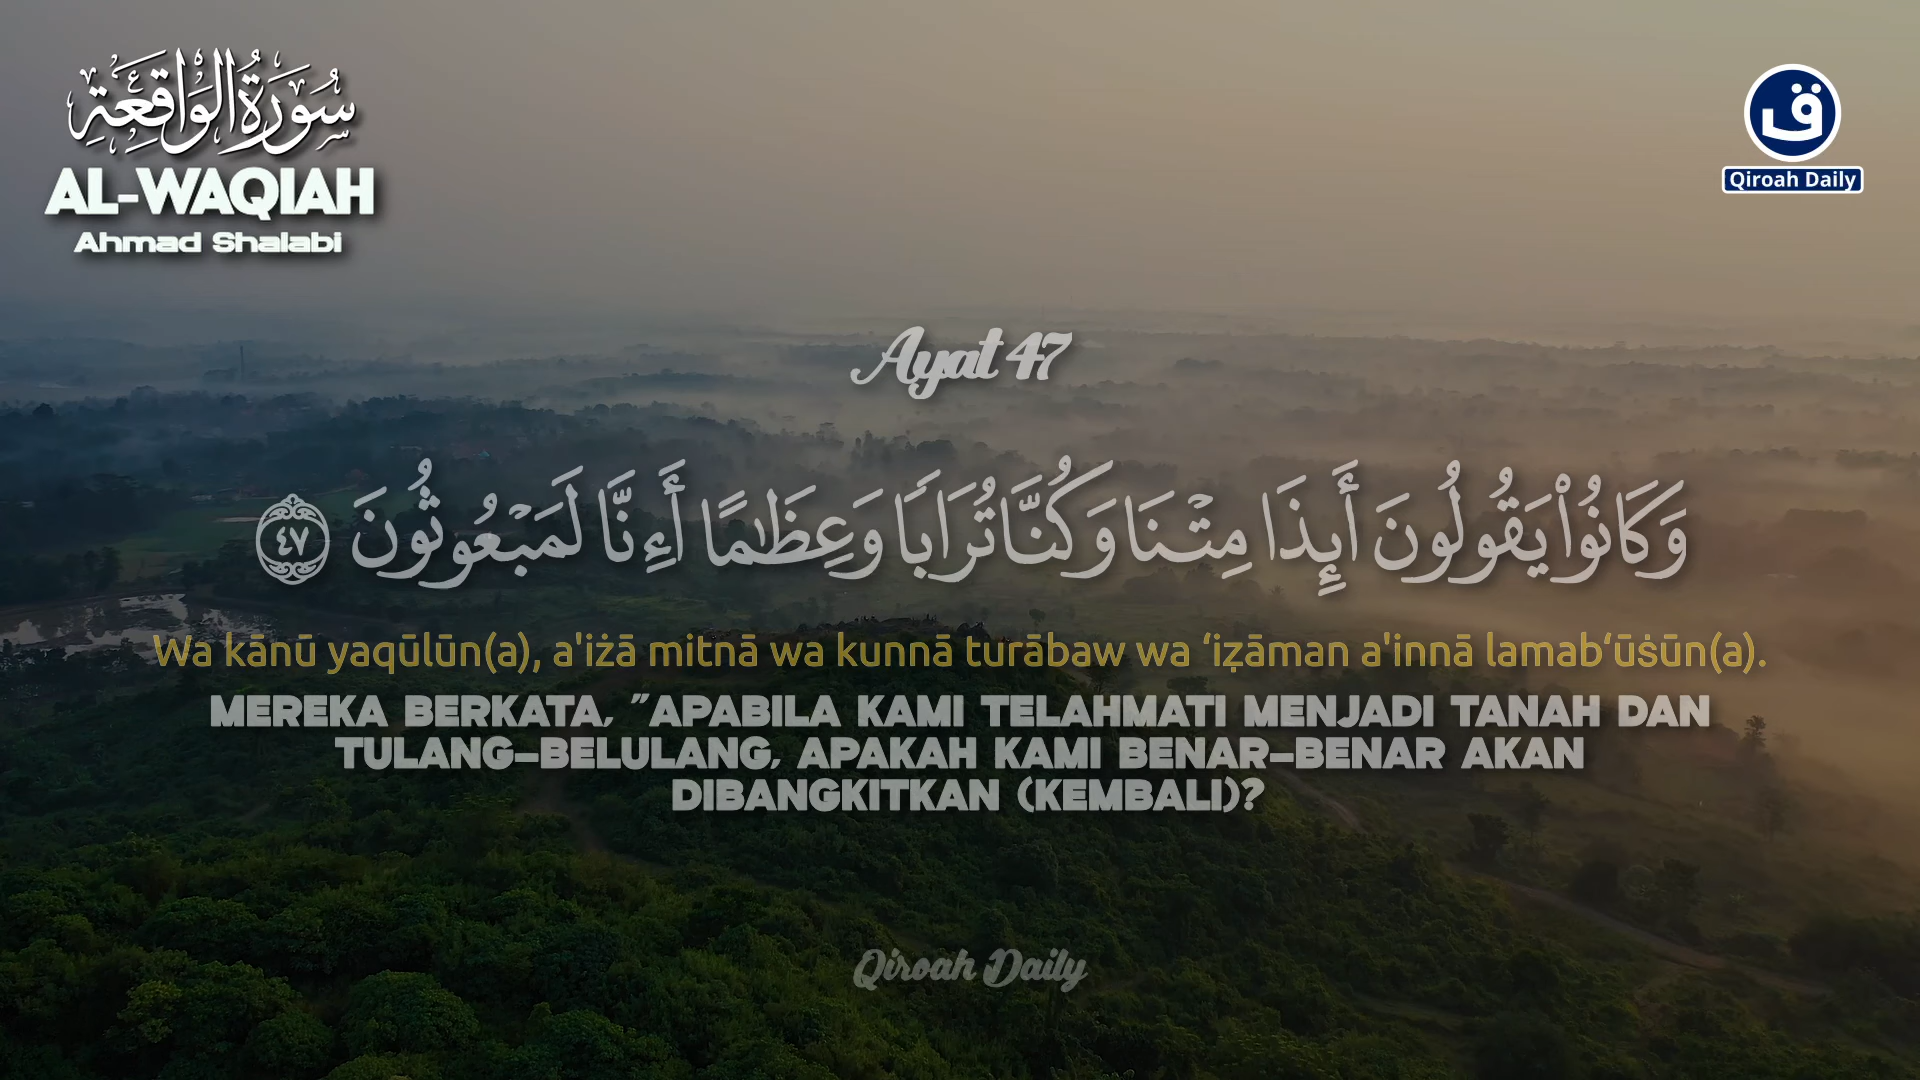 سُورَةُ الْوَاقِعَةِ
AL-WAQIAH
Ahmad Shalabi
ق
Qiroah Daily
Ayat 47
وَكَانُوا۟ يَقُولُونَ أَئِذَا مِتْنَا وَكُنَّا تُرَابًا وَعِظَٰمًا أَءِنَّا لَمَبْعُوثُونَ ٤٧
Wa kānū yaqūlūn(a), a'iżā mitnā wa kunnā turābaw wa ‘iẓāman a'innā lamab‘ūṡūn(a).
MEREKA BERKATA, "APABILA KAMI TELAHMATI MENJADI TANAH DAN
TULANG-BELULANG, APAKAH KAMI BENAR-BENAR AKAN
DIBANGKITKAN (KEMBALI)?
Qiroah Daily